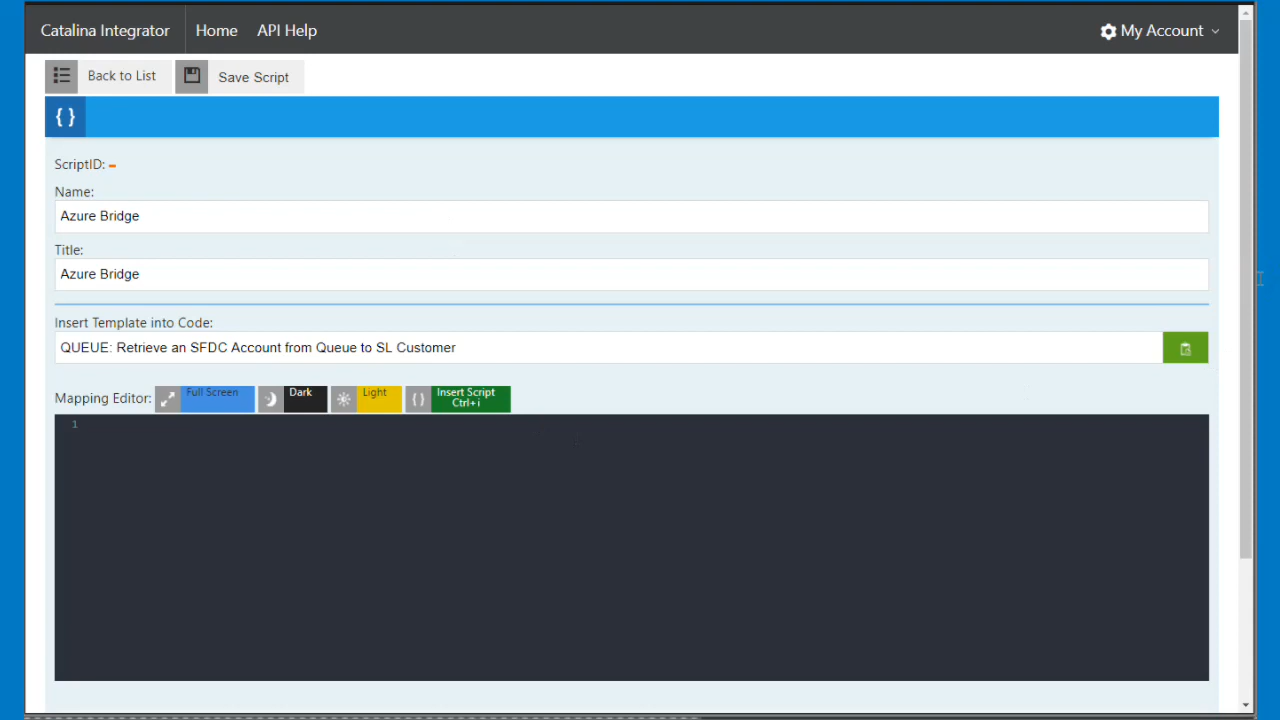 Catalina Integrator Home API Help My Account
Back to List Save Script
{ }
ScriptID: -
Name:
Azure Bridge
Title:
Azure Bridge
Insert Template into Code:
QUEUE: Retrieve an SFDC Account from Queue to SL Customer
Mapping Editor: Full Screen Dark Light { } Insert Script
Ctrl+i
1